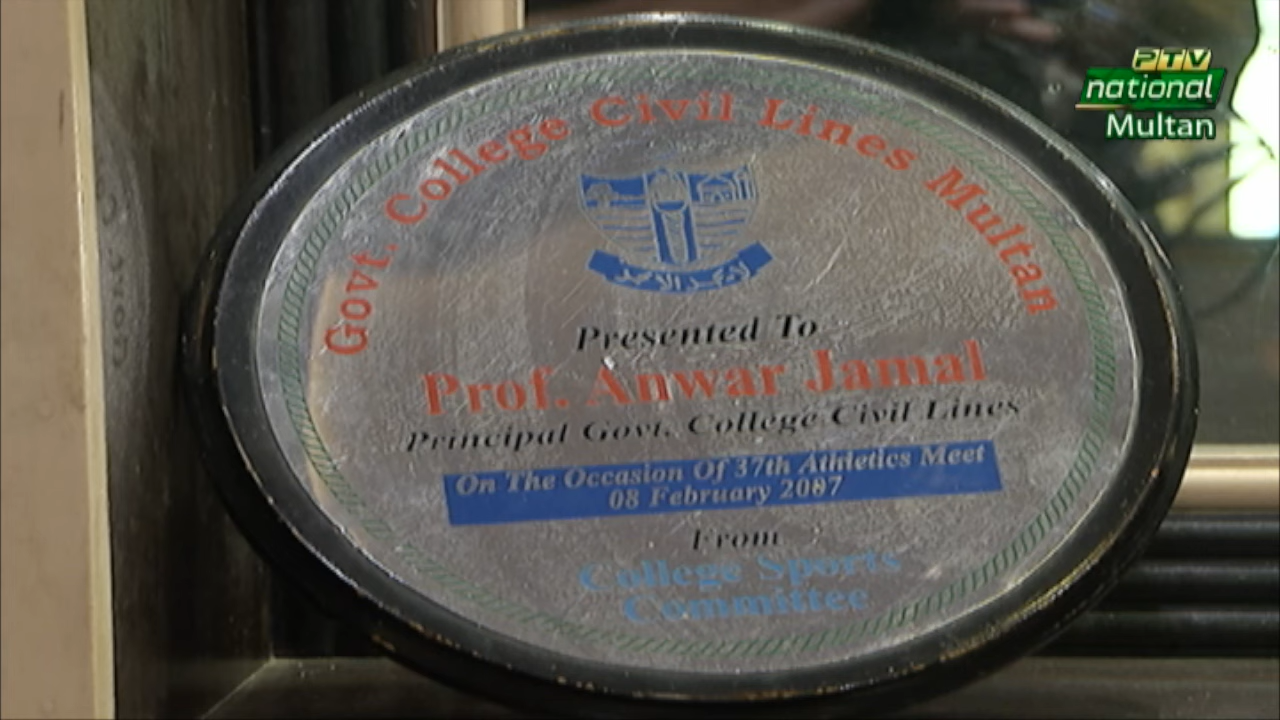 PTV
national
Multan
Govt. College Civil Lines Multan
Presented To
Prof. Anwar Jamal
Principal Govt. College Civil Lines
On The Occasion Of 37th Athletics Meet
08 February 2007
From
College Sports
Committee